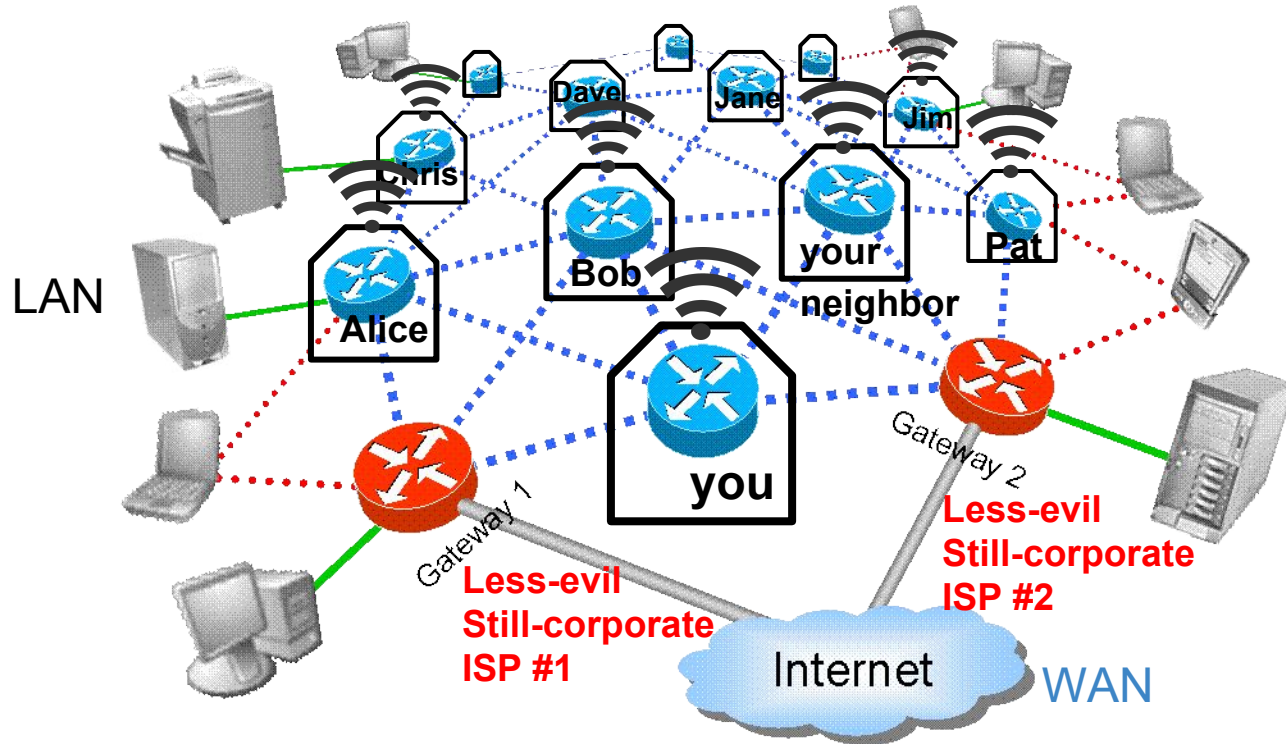 Dave
Jane
Jim
Chris
LAN
Alice
Bob
your
neighbor
Pat
you
Gateway 1
Gateway 2
Less-evil
Still-corporate
ISP #1
Less-evil
Still-corporate
ISP #2
Internet
WAN